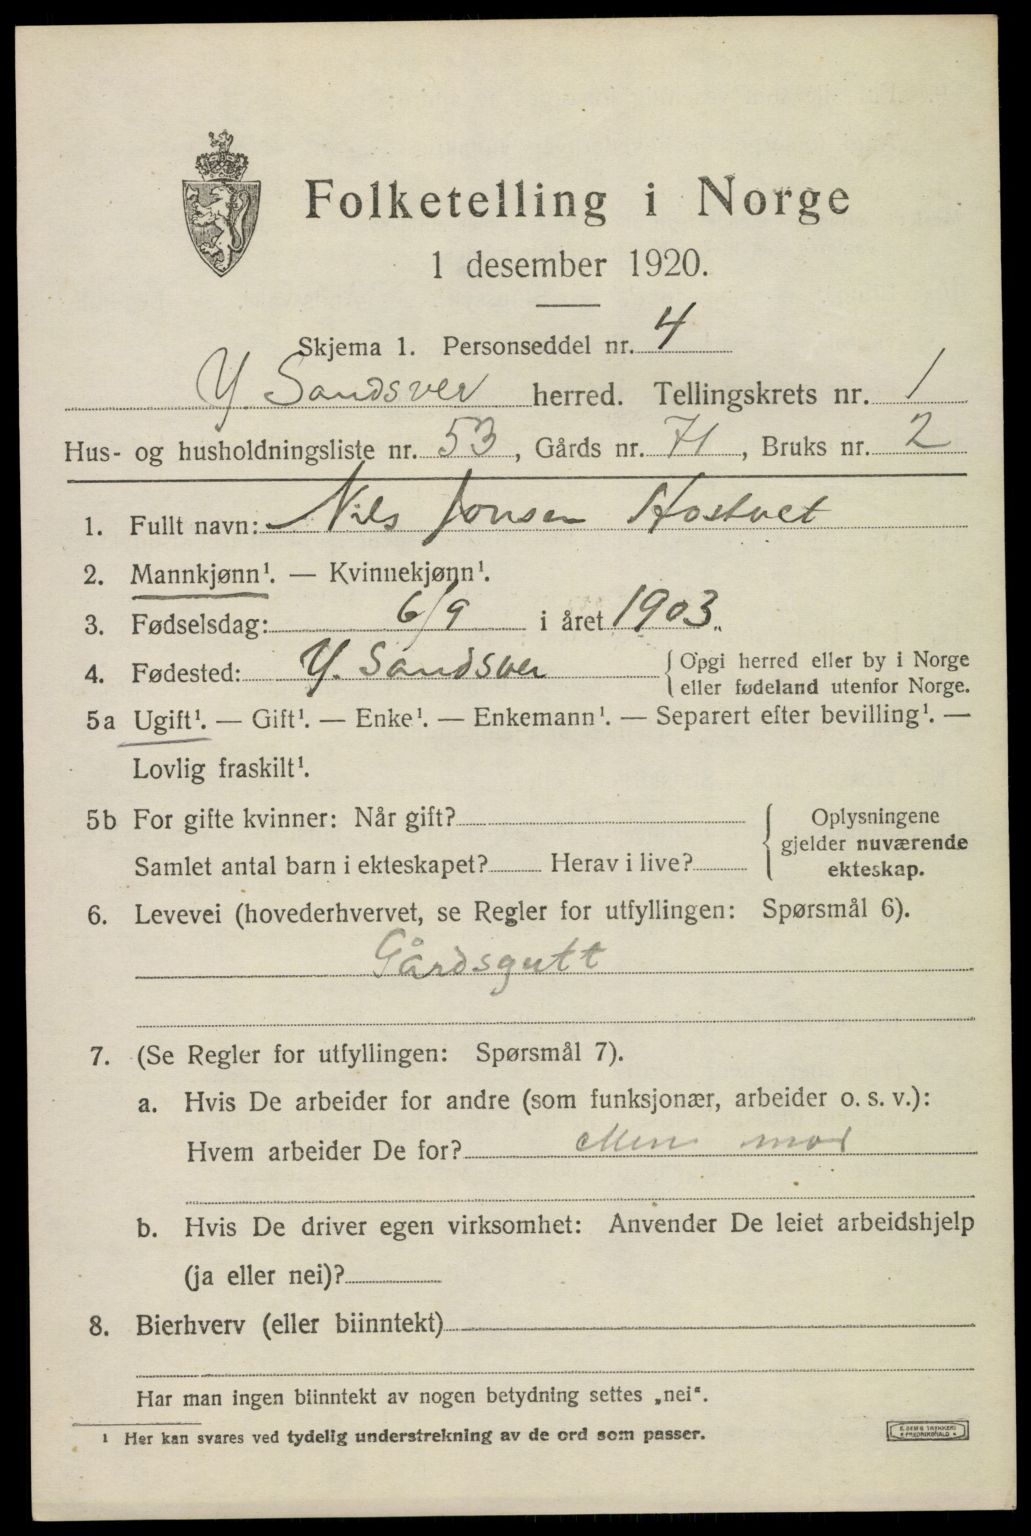 Folketelling i Norge
1 desember 1920.
Skjema 1. Personseddel nr. 4
Y. Sandsver herred. Tellingskrets nr. 1
Hus- og husholdningsliste nr. 53, Gårds nr. 71, Bruks nr. 2
1. Fullt navn: Nils Jonsen Hostvet
2. Mannkjønn¹. — Kvinnekjønn¹.
3. Fødselsdag: 6/9 i året 1903.
4. Fødested: Y. Sandsver { Opgi herred eller by i Norge
eller fødeland utenfor Norge.
5a Ugift¹. — Gift¹. — Enke¹. — Enkemann¹. — Separert efter bevilling¹. —
Lovlig fraskilt¹.
5b For gifte kvinner: Når gift?
Samlet antal barn i ekteskapet? Herav i live?
{ Oplysningene
gjelder nuværende
ekteskap.
6. Levevei (hovederhvervet, se Regler for utfyllingen: Spørsmål 6).
Gårdsgutt
7. (Se Regler for utfyllingen: Spørsmål 7).
a. Hvis De arbeider for andre (som funksjonær, arbeider o. s. v.):
Hvem arbeider De for? Min mor
b. Hvis De driver egen virksomhet: Anvender De leiet arbeidshjelp
(ja eller nei)?
8. Bierhverv (eller biinntekt)
Har man ingen biinntekt av nogen betydning settes „nei“.
¹ Her kan svares ved tydelig understrekning av de ord som passer.